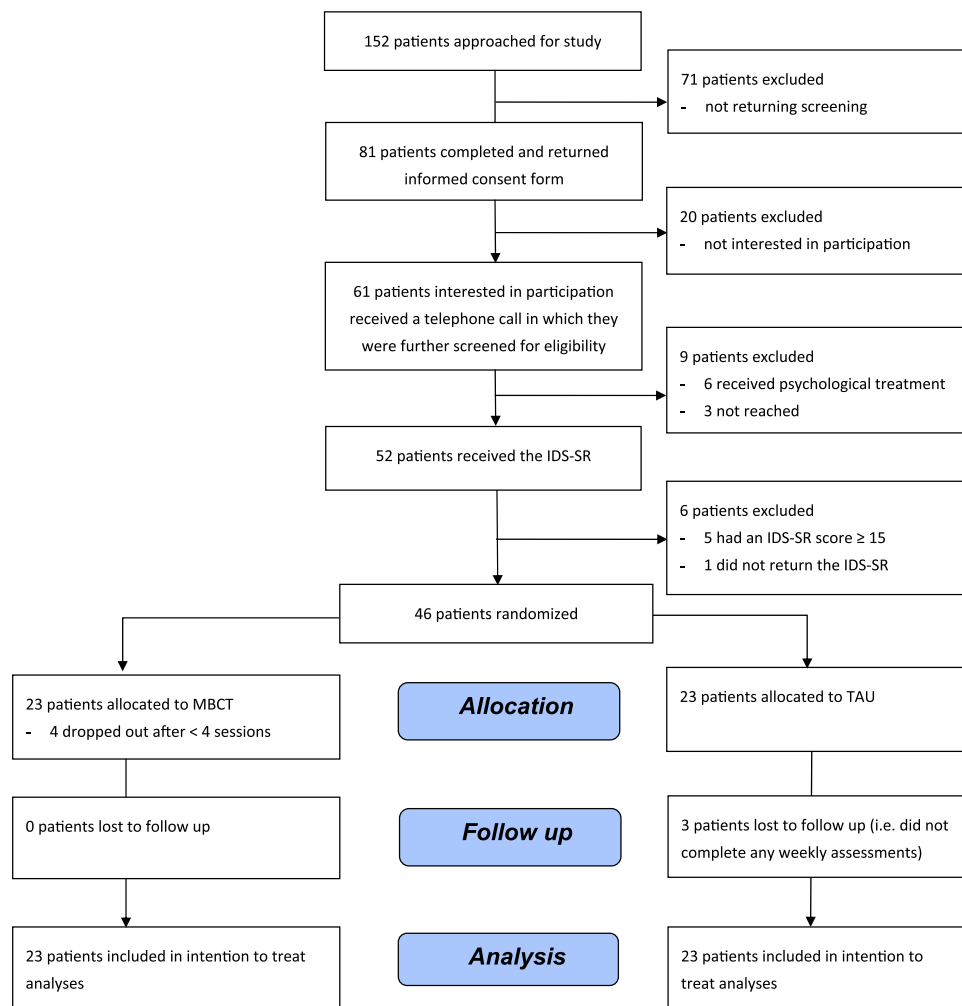 152 patients approached for study
71 patients excluded
- not returning screening
81 patients completed and returned
informed consent form
20 patients excluded
- not interested in participation
61 patients interested in participation
received a telephone call in which they
were further screened for eligibility
9 patients excluded
- 6 received psychological treatment
- 3 not reached
52 patients received the IDS-SR
6 patients excluded
- 5 had an IDS-SR score ≥ 15
- 1 did not return the IDS-SR
46 patients randomized
23 patients allocated to MBCT
- 4 dropped out after < 4 sessions
Allocation
23 patients allocated to TAU
0 patients lost to follow up
Follow up
3 patients lost to follow up (i.e. did not
complete any weekly assessments)
23 patients included in intention to treat
analyses
Analysis
23 patients included in intention to
treat analyses